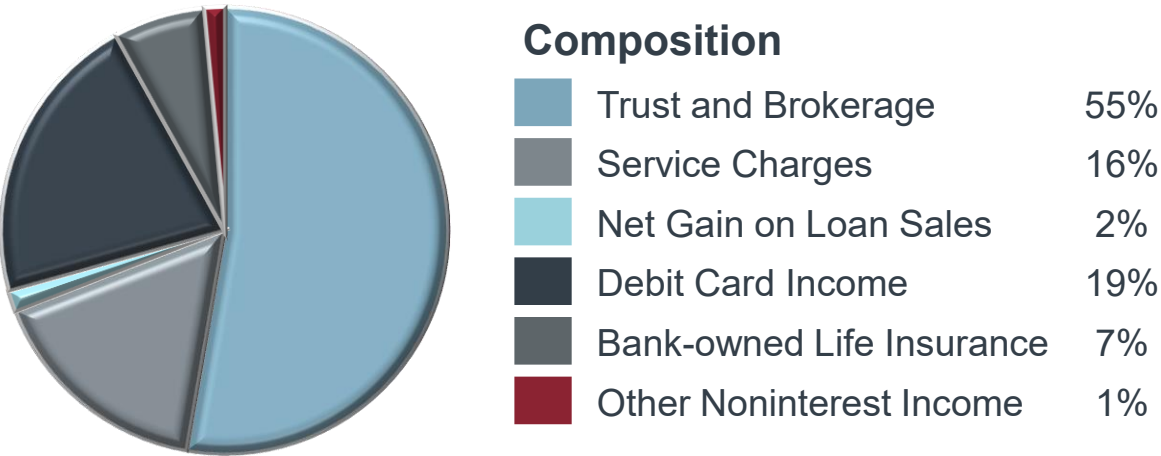 Composition
Trust and Brokerage 55%
Service Charges 16%
Net Gain on Loan Sales 2%
Debit Card Income 19%
Bank-owned Life Insurance 7%
Other Noninterest Income 1%